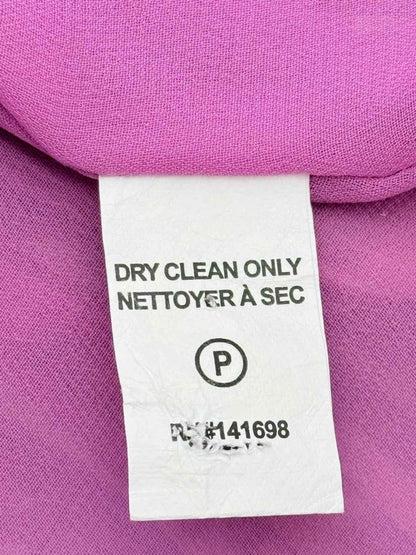 DRY CLEAN ONLY
NETTOYER À SEC
P
#141698